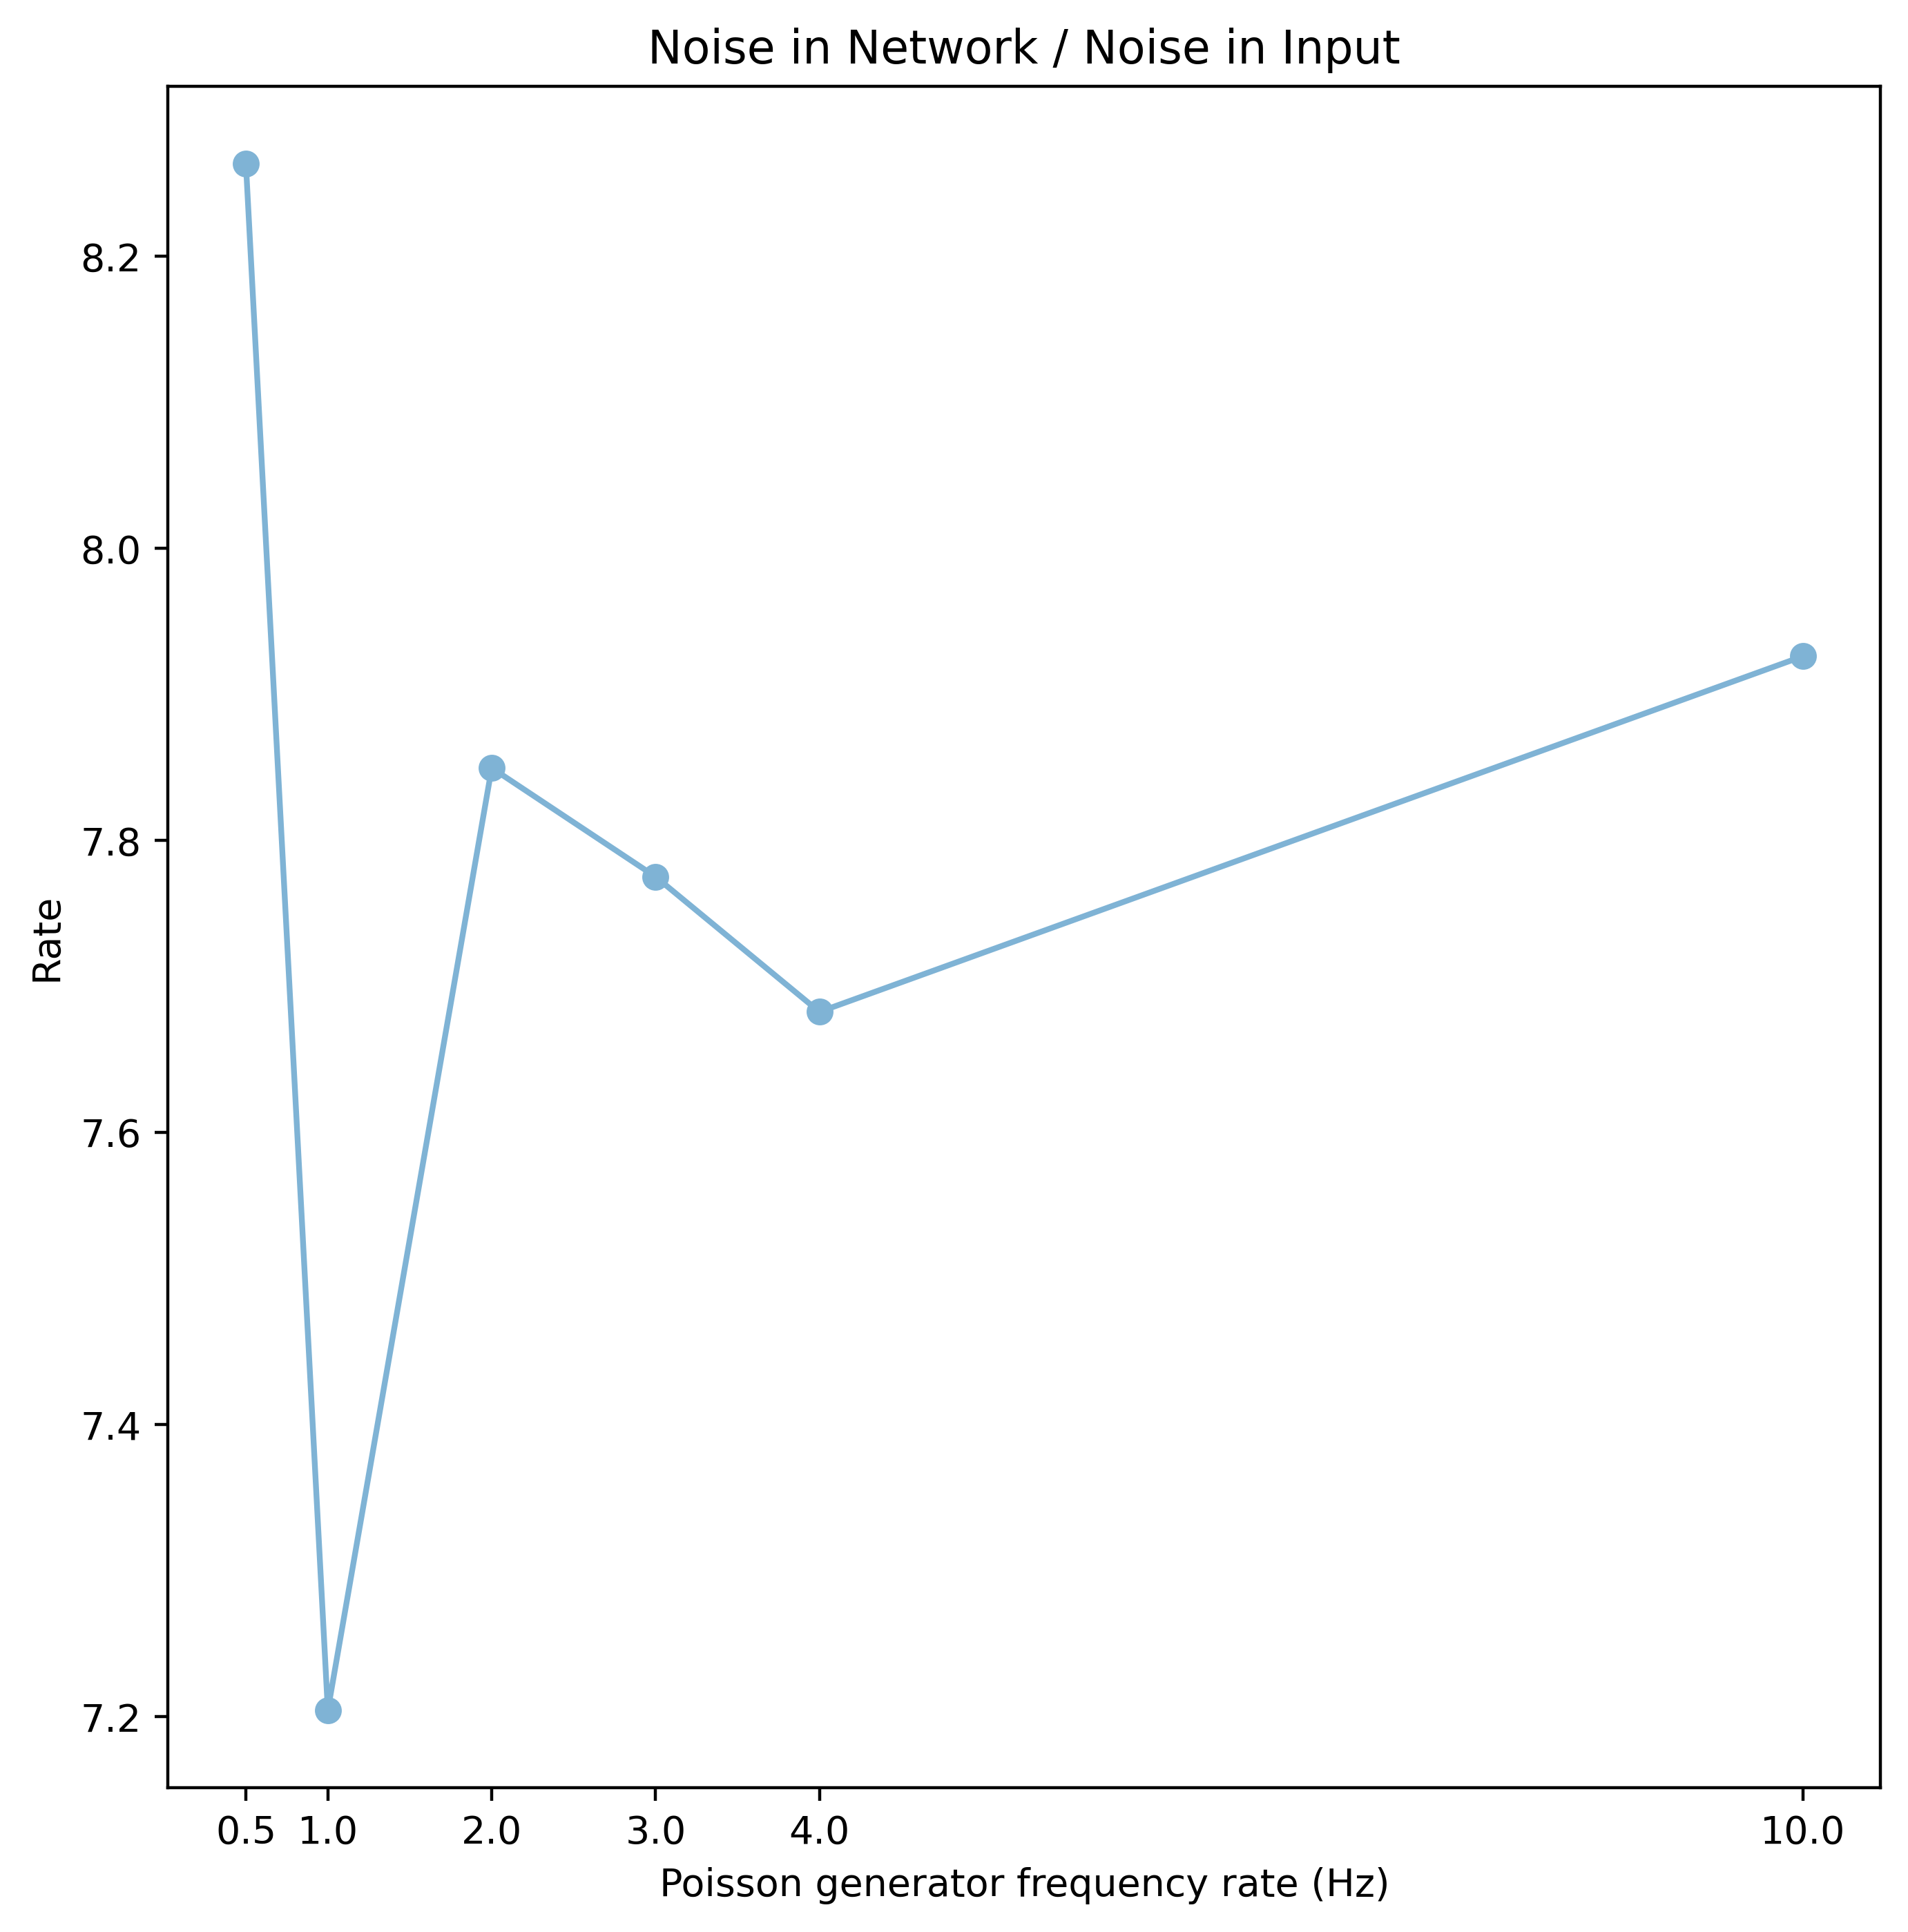 Noise in Network / Noise in Input
8.2
8.0
7.8
7.6
7.4
7.2
Rate
0.5 1.0 2.0 3.0 4.0 10.0
Poisson generator frequency rate (Hz)